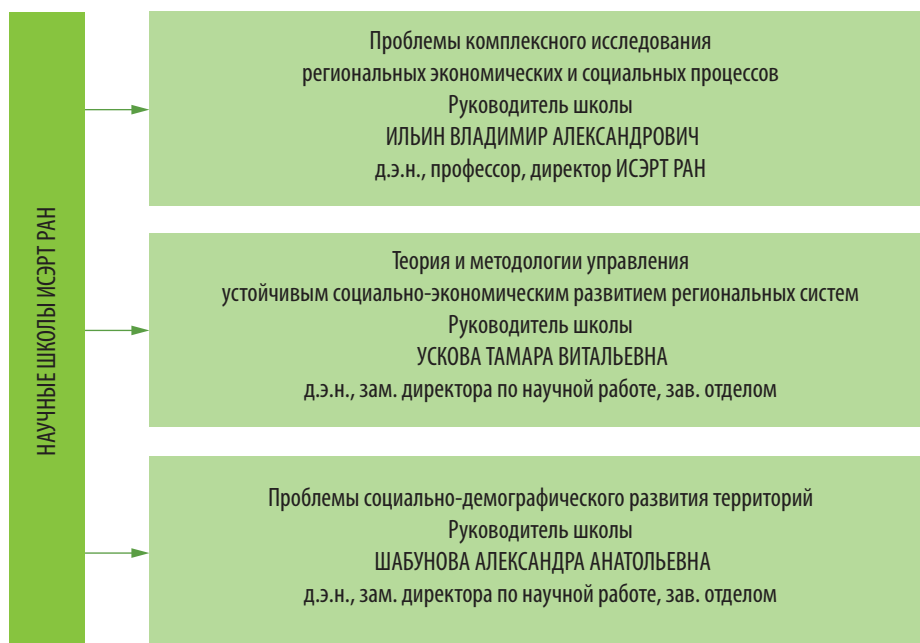 НАУЧНЫЕ ШКОЛЫ ИСЭРТ РАН
Проблемы комплексного исследования
региональных экономических и социальных процессов
Руководитель школы
ИЛЬИН ВЛАДИМИР АЛЕКСАНДРОВИЧ
д.э.н., профессор, директор ИСЭРТ РАН
Теория и методологии управления
устойчивым социально-экономическим развитием региональных систем
Руководитель школы
УСКОВА ТАМАРА ВИТАЛЬЕВНА
д.э.н., зам. директора по научной работе, зав. отделом
Проблемы социально-демографического развития территорий
Руководитель школы
ШАБУНОВА АЛЕКСАНДРА АНАТОЛЬЕВНА
д.э.н., зам. директора по научной работе, зав. отделом